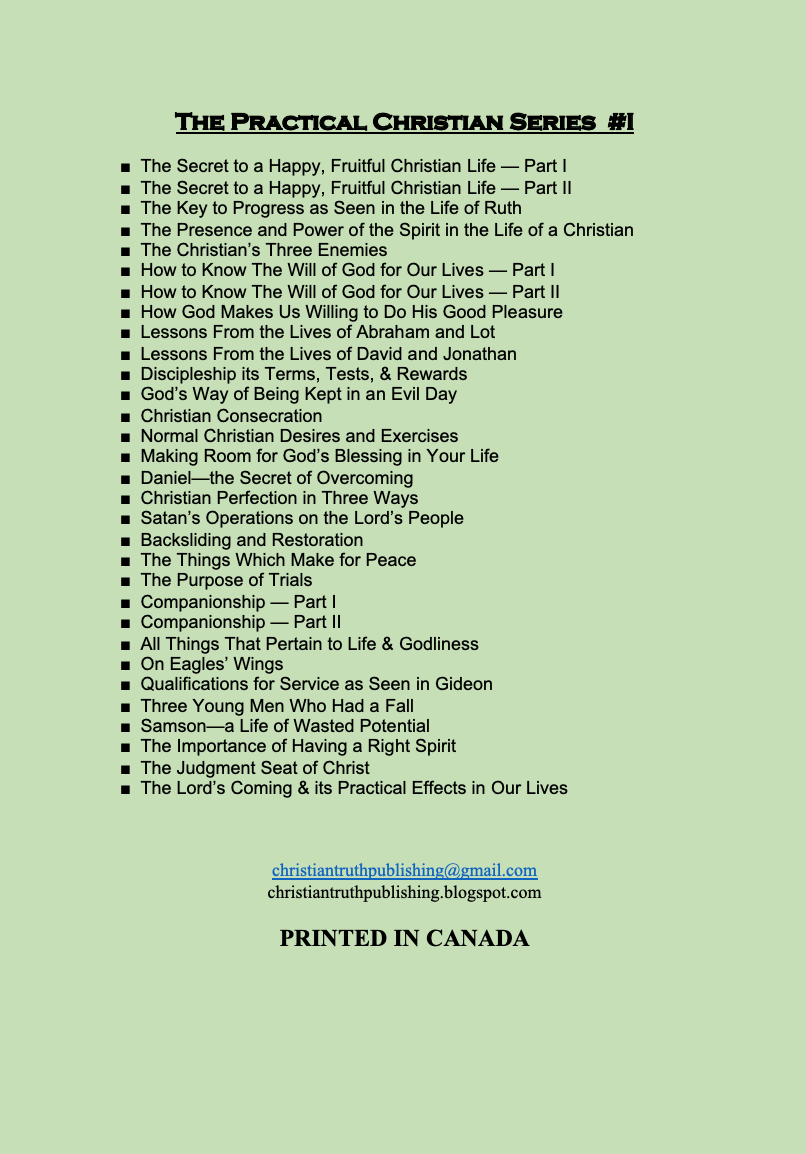 The Practical Christian Series #I
■ The Secret to a Happy, Fruitful Christian Life — Part I
■ The Secret to a Happy, Fruitful Christian Life — Part II
■ The Key to Progress as Seen in the Life of Ruth
■ The Presence and Power of the Spirit in the Life of a Christian
■ The Christian’s Three Enemies
■ How to Know The Will of God for Our Lives — Part I
■ How to Know The Will of God for Our Lives — Part II
■ How God Makes Us Willing to Do His Good Pleasure
■ Lessons From the Lives of Abraham and Lot
■ Lessons From the Lives of David and Jonathan
■ Discipleship its Terms, Tests, & Rewards
■ God’s Way of Being Kept in an Evil Day
■ Christian Consecration
■ Normal Christian Desires and Exercises
■ Making Room for God’s Blessing in Your Life
■ Daniel—the Secret of Overcoming
■ Christian Perfection in Three Ways
■ Satan’s Operations on the Lord’s People
■ Backsliding and Restoration
■ The Things Which Make for Peace
■ The Purpose of Trials
■ Companionship — Part I
■ Companionship — Part II
■ All Things That Pertain to Life & Godliness
■ On Eagles’ Wings
■ Qualifications for Service as Seen in Gideon
■ Three Young Men Who Had a Fall
■ Samson—a Life of Wasted Potential
■ The Importance of Having a Right Spirit
■ The Judgment Seat of Christ
■ The Lord’s Coming & its Practical Effects in Our Lives
christiantruthpublishing@gmail.com
christiantruthpublishing.blogspot.com
PRINTED IN CANADA